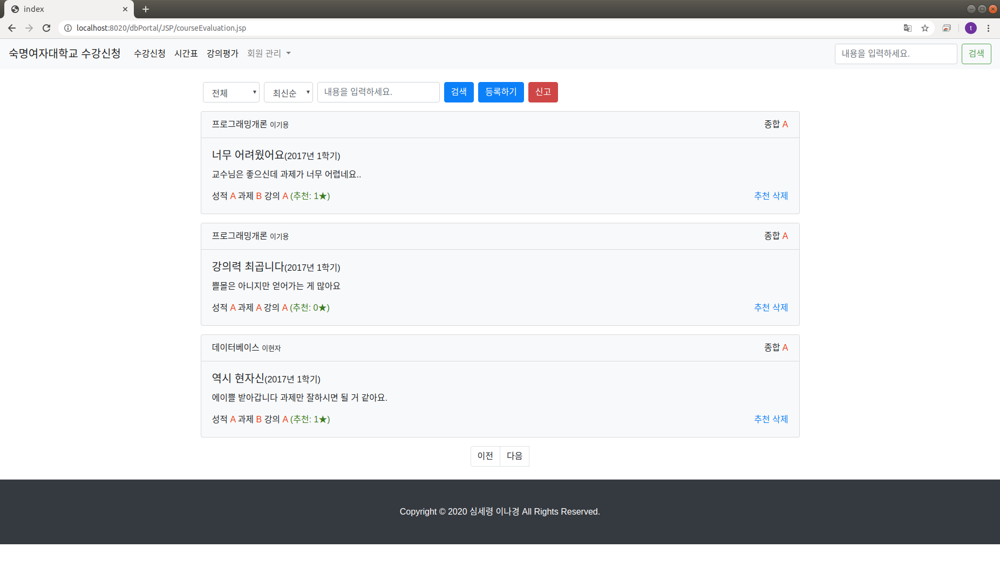 index
localhost:8020/dbPortal/JSP/courseEvaluation.jsp
t
숙명여자대학교 수강신청 수강신청 시간표 강의평가 회원 관리 내용을 입력하세요. 검색
전체 최신순 내용을 입력하세요. 검색 등록하기 신고
프로그래밍개론 이기용 종합 A
너무 어려웠어요(2017년 1학기)
교수님은 좋으신데 과제가 너무 어렵네요..
성적 A 과제 B 강의 A (추천: 1★) 추천 삭제
프로그래밍개론 이기용 종합 A
강의력 최곱니다(2017년 1학기)
쁠몰은 아니지만 얻어가는 게 많아요
성적 A 과제 A 강의 A (추천: 0★) 추천 삭제
데이터베이스 이현자 종합 A
역시 현자신(2017년 1학기)
에이쁠 받아갑니다 과제만 잘하시면 될 거 같아요.
성적 A 과제 B 강의 A (추천: 1★) 추천 삭제
이전 다음
Copyright © 2020 심세령 이나경 All Rights Reserved.